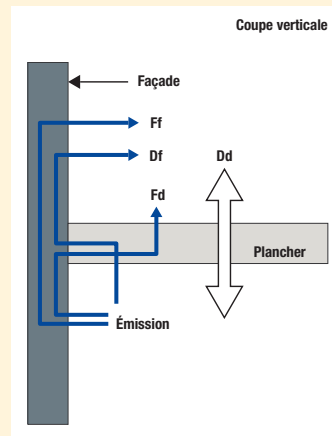 Coupe verticale
Façade
Ff
Df
Dd
Fd
Plancher
Émission